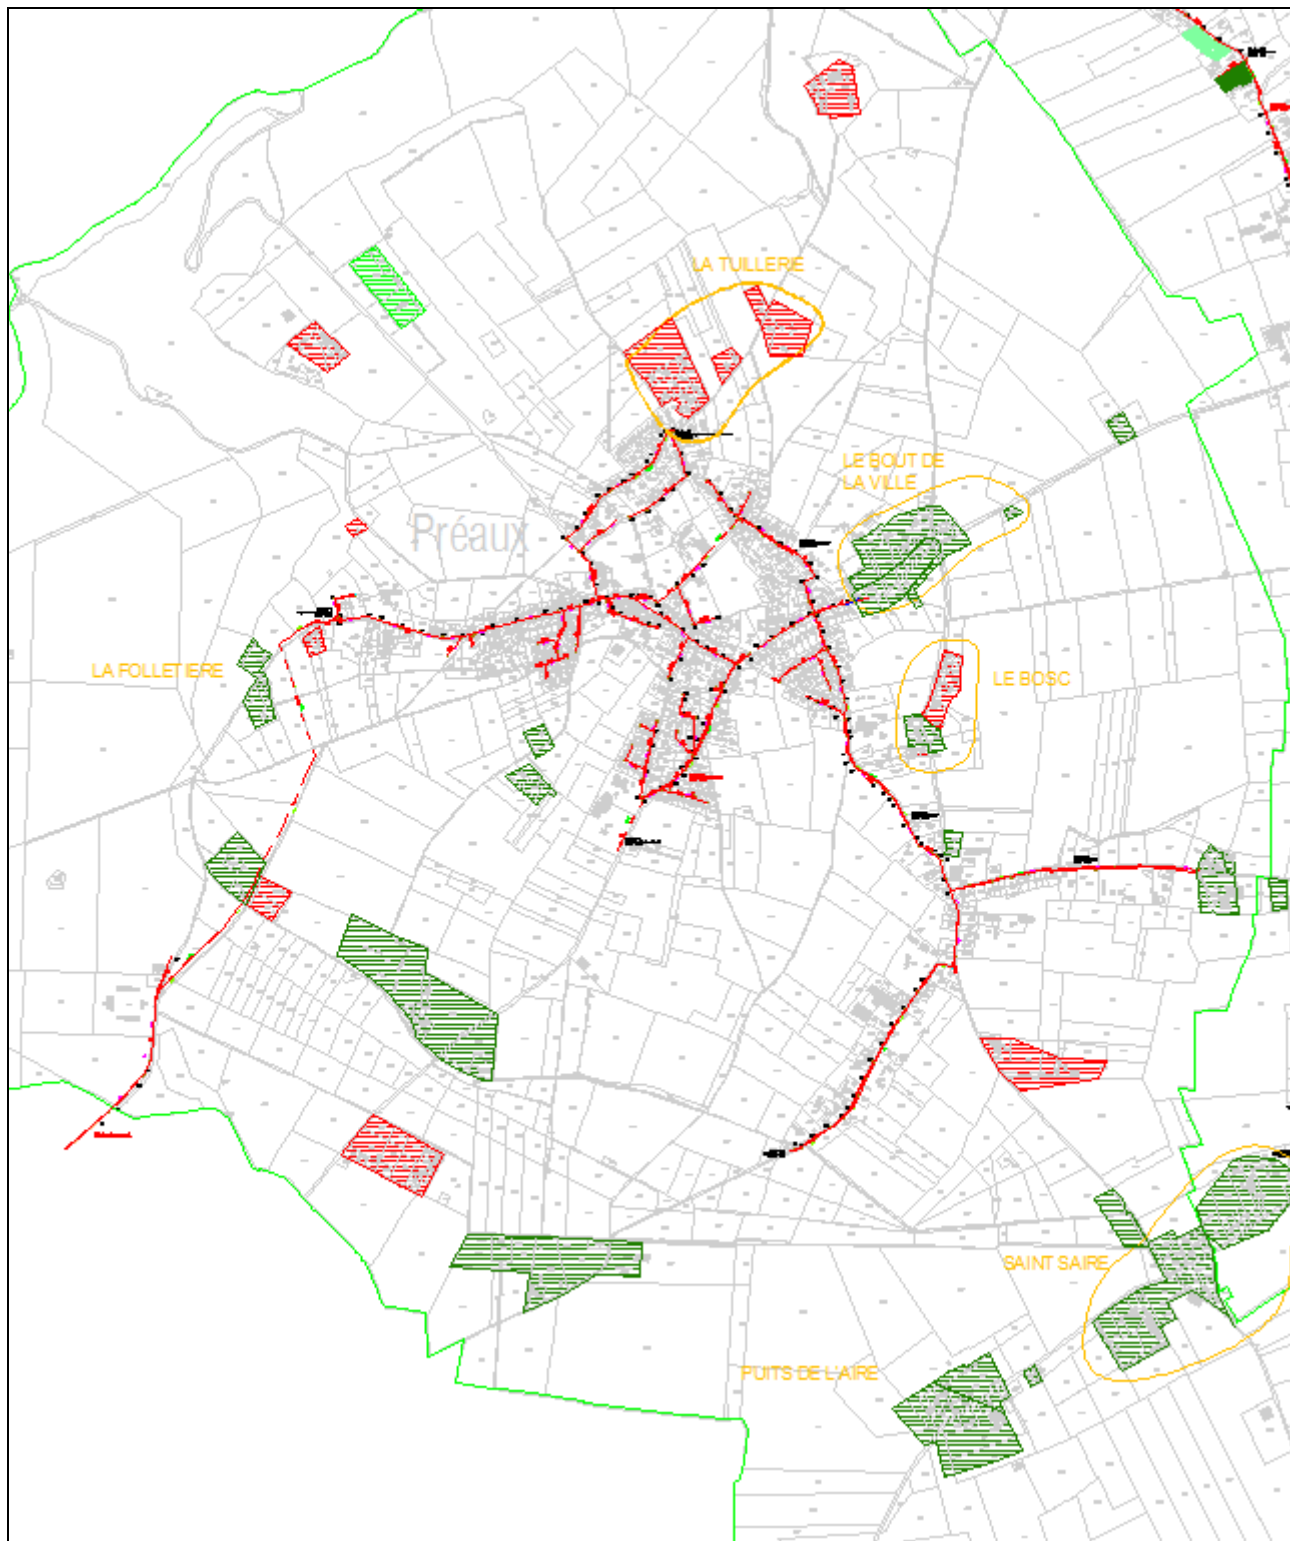 LA TUILLERIE
LE BOUT DE
LA VILLE
Préaux
LA FOLLETIERE
LE BOSC
SAINT SAIRE
PUITS DE L'AIRE